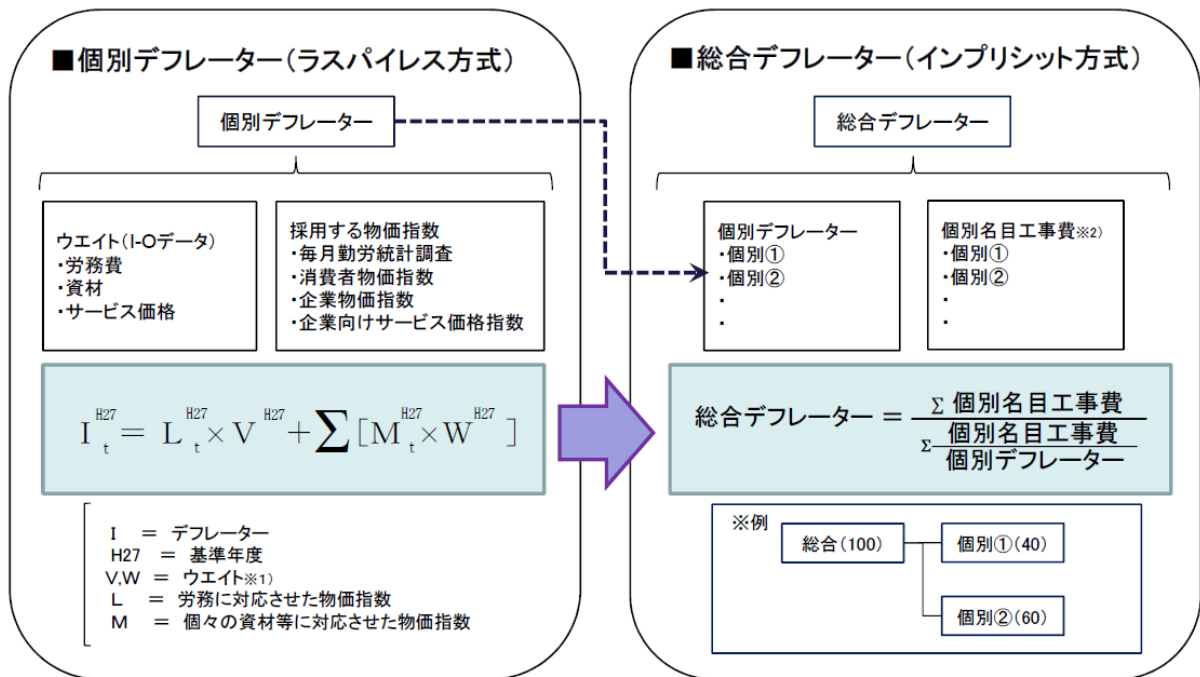 ■個別デフレーター(ラスパイレス方式)
個別デフレーター
ウエイト(I-Oデータ)
・労務費
・資材
・サービス価格
採用する物価指数
・毎月勤労統計調査
・消費者物価指数
・企業物価指数
・企業向けサービス価格指数
I_t^{H27} = L_t^{H27} × V^{H27} + ∑[M_t^{H27} × W^{H27}]
I = デフレーター
H27 = 基準年度
V,W = ウエイト※1)
L = 労務に対応させた物価指数
M = 個々の資材等に対応させた物価指数
■総合デフレーター(インプリシット方式)
総合デフレーター
個別デフレーター
・個別①
・個別②
・
・
個別名目工事費※2)
・個別①
・個別②
・
・
総合デフレーター =
Σ 個別名目工事費
Σ 個別名目工事費
個別デフレーター
※例
総合(100)
個別①(40)
個別②(60)